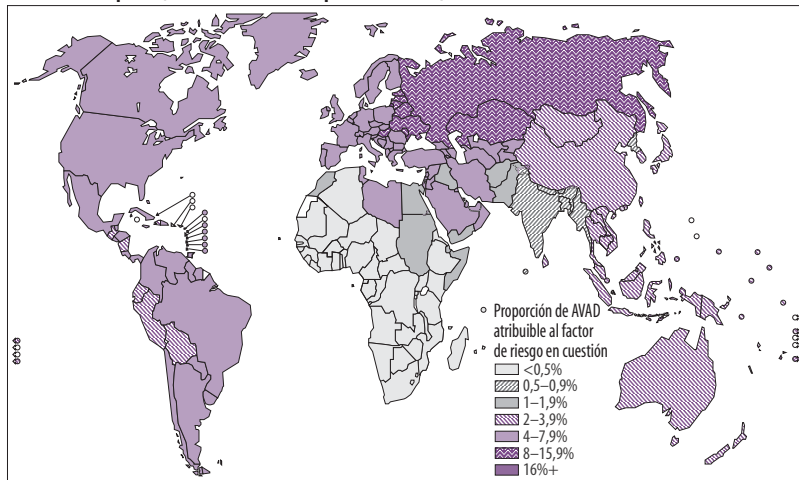 Proporción de AVAD
atribuible al factor
de riesgo en cuestión
<0,5%
0,5–0,9%
1–1,9%
2–3,9%
4–7,9%
8–15,9%
16%+